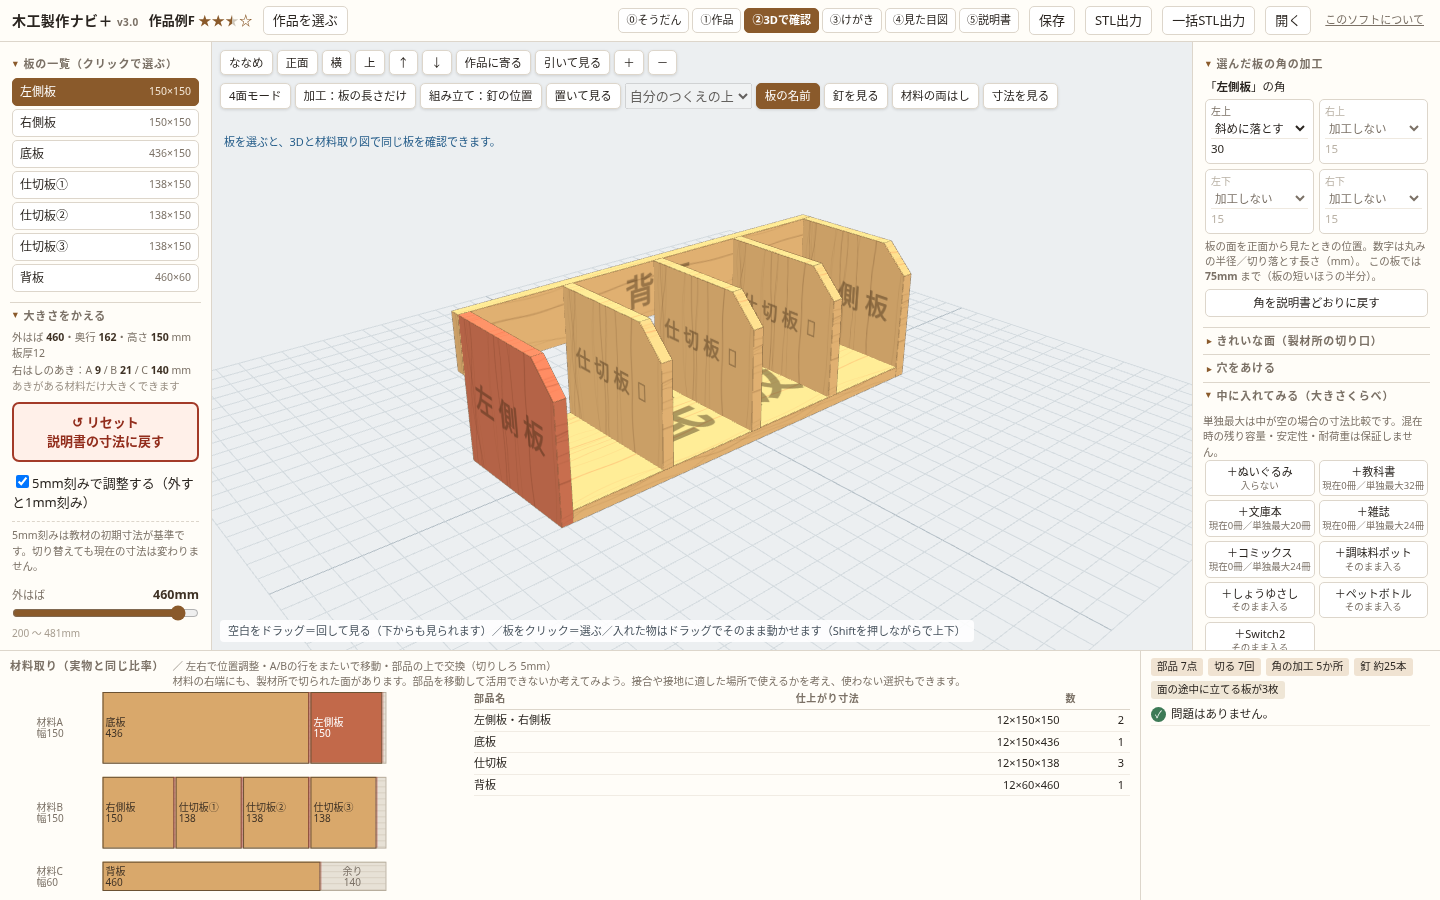 木工製作ナビ＋ v3.0 作品例F ★★⯪☆ 作品を選ぶ
⓪そうだん ①作品 ②3Dで確認 ③けがき ④見た目図 ⑤説明書 保存 STL出力 一括STL出力 開く このソフトについて
▼ 板の一覧（クリックで選ぶ）
左側板 150×150
右側板 150×150
底板 436×150
仕切板① 138×150
仕切板② 138×150
仕切板③ 138×150
背板 460×60
▼ 大きさをかえる
外はば 460・奥行 162・高さ 150 mm
板厚12
右はしのあき：A 9 / B 21 / C 140 mm
あきがある材料だけ大きくできます
↺ リセット
説明書の寸法に戻す
5mm刻みで調整する（外す
と1mm刻み）
5mm刻みは教材の初期寸法が基準で
す。切り替えても現在の寸法は変わりま
せん。
外はば 460mm
200 〜 481mm
ななめ 正面 横 上 ↑ ↓ 作品に寄る 引いて見る ＋ －
4面モード 加工：板の長さだけ 組み立て：釘の位置 置いて見る 自分のつくえの上 板の名前 釘を見る 材料の両はし 寸法を見る
板を選ぶと、3Dと材料取り図で同じ板を確認できます。
背
側板
仕切板
仕切板
仕切板
左側板
空白をドラッグ＝回して見る（下からも見られます）／板をクリック＝選ぶ／入れた物はドラッグでそのまま動かせます（Shiftを押しながらで上下）
▼ 選んだ板の角の加工
「左側板」の角
左上
斜めに落とす
30
右上
加工しない
15
左下
加工しない
15
右下
加工しない
15
板の面を正面から見たときの位置。数字は丸み
の半径／切り落とす長さ（mm）。 この板では
75mm まで（板の短いほうの半分）。
角を説明書どおりに戻す
▸ きれいな面（製材所の切り口）
▸ 穴をあける
▼ 中に入れてみる（大きさくらべ）
単独最大は中が空の場合の寸法比較です。混在
時の残り容量・安定性・耐荷重は保証しませ
ん。
＋ぬいぐるみ
入らない
＋教科書
現在0冊／単独最大32冊
＋文庫本
現在0冊／単独最大20冊
＋雑誌
現在0冊／単独最大24冊
＋コミックス
現在0冊／単独最大24冊
＋調味料ポット
そのまま入る
＋しょうゆさし
そのまま入る
＋ペットボトル
そのまま入る
＋Switch2
そのまま入る
材料取り（実物と同じ比率） ／ 左右で位置調整・A/Bの行をまたいで移動・部品の上で交換（切りしろ 5mm）
材料の右端にも、製材所で切られた面があります。部品を移動して活用できないか考えてみよう。接合や接地に適した場所で使えるかを考え、使わない選択もできます。
材料A
幅150
底板
436
左側板
150
材料B
幅150
右側板
150
仕切板①
138
仕切板②
138
仕切板③
138
材料C
幅60
背板
460
余り
140
部品名 仕上がり寸法 数
左側板・右側板 12×150×150 2
底板 12×150×436 1
仕切板 12×150×138 3
背板 12×60×460 1
部品 7点 切る 7回 角の加工 5か所 釘 約25本
面の途中に立てる板が3枚
✓ 問題はありません。